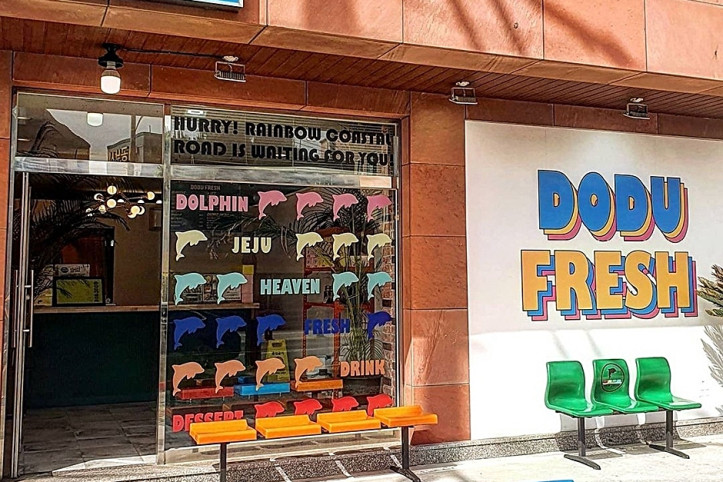 HURRY! RAINBOW COASTAL
ROAD IS WAITING FOR YOU!
DODU FRESH
DOLPHIN
JEJU
HEAVEN
FRESH
DRINK
DESSERT
DODU
FRESH